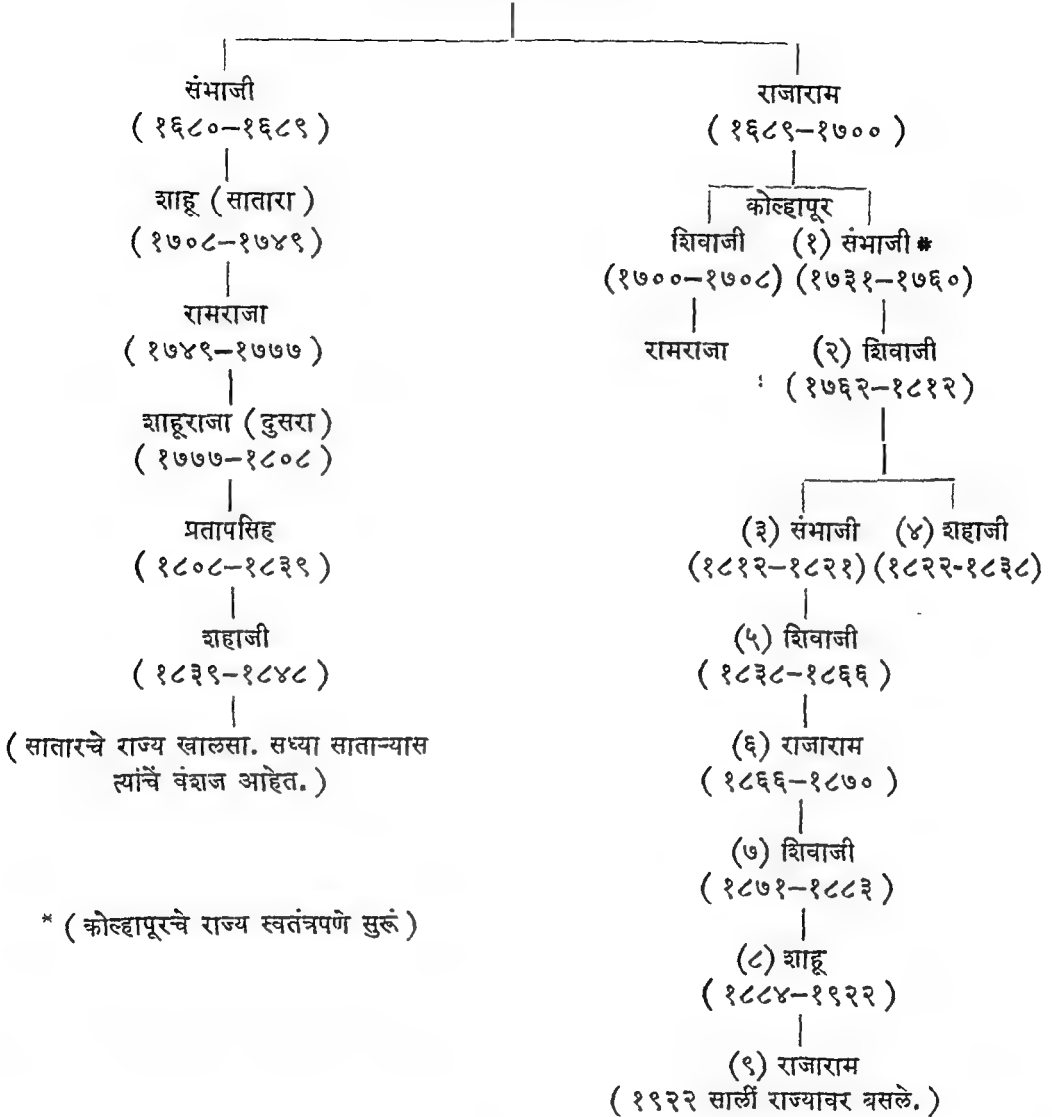 संभाजी
( १६८०–१६८९ )
शाहू ( सातारा )
( १७०८–१७४९ )
रामराजा
( १७४९–१७७७ )
शाहूराजा ( दुसरा )
( १७७७–१८०८ )
प्रतापसिंह
( १८०८–१८३९ )
शहाजी
( १८३९–१८४८ )
( सातारचे राज्य खालसा. सध्या सातार्‍यास
त्यांचें वंशज आहेत. )
* ( कोल्हापूरचे राज्य स्वतंत्रपणे सुरूं )
राजाराम
( १६८९–१७०० )
कोल्हापूर
शिवाजी (१) संभाजी *
(१७००–१७०८) (१७३१–१७६०)
रामराजा (२) शिवाजी
( १७६२–१८१२ )
(३) संभाजी (४) शहाजी
(१८१२–१८२१) (१८२२-१८३८)
(५) शिवाजी
( १८३८–१८६६ )
(६) राजाराम
( १८६६–१८७० )
(७) शिवाजी
( १८७१–१८८३ )
(८) शाहू
( १८८४–१९२२ )
(९) राजाराम
( १९२२ सालीं राज्यावर बसले. )